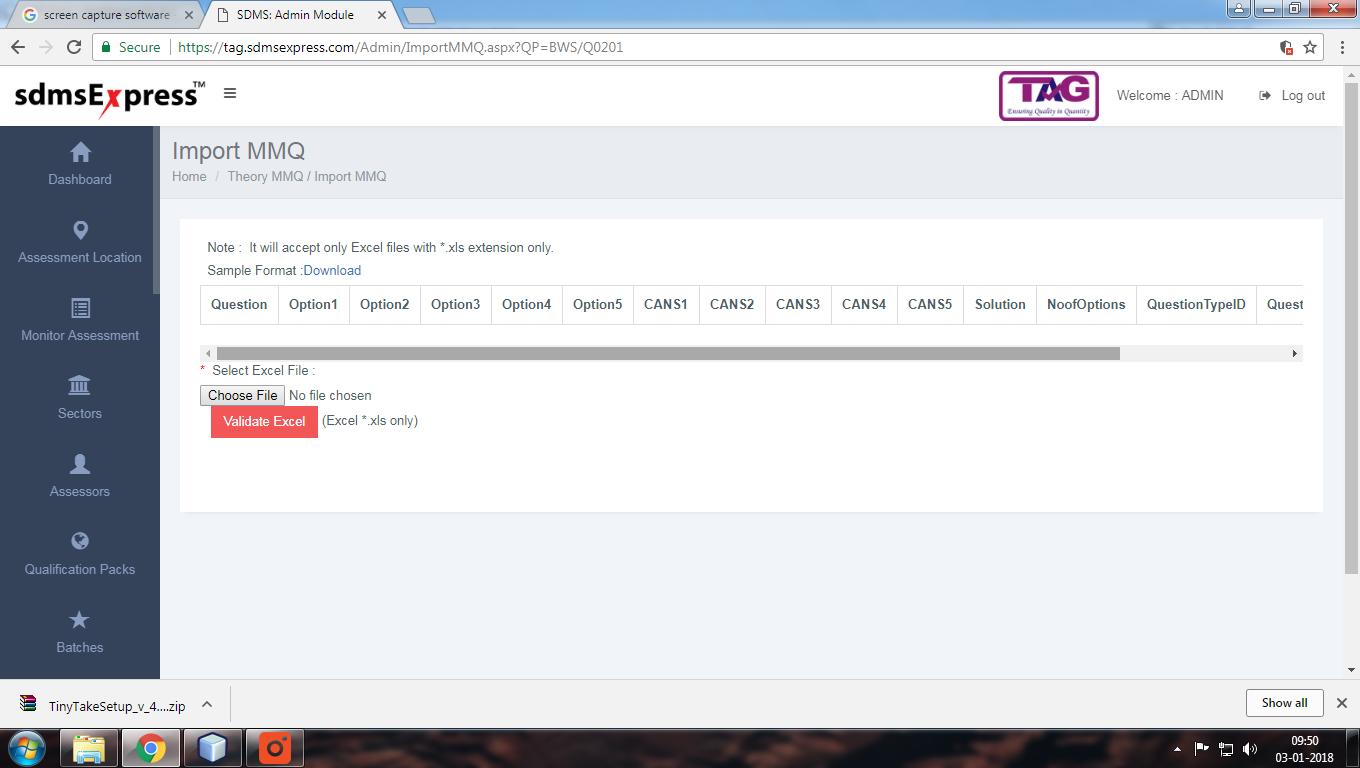 screen capture software
SDMS: Admin Module
Secure
https://tag.sdmsexpress.com/Admin/ImportMMQ.aspx?QP=BWS/Q0201
sdmsExpress™
TAG
Ensuring Quality in Quantity
Welcome : ADMIN
Log out
Dashboard
Assessment Location
Monitor Assessment
Sectors
Assessors
Qualification Packs
Batches
Import MMQ
Home / Theory MMQ / Import MMQ
Note : It will accept only Excel files with *.xls extension only.
Sample Format :Download
Question Option1 Option2 Option3 Option4 Option5 CANS1 CANS2 CANS3 CANS4 CANS5 Solution NoofOptions QuestionTypeID Quest
* Select Excel File :
Choose File No file chosen
Validate Excel (Excel *.xls only)
TinyTakeSetup_v_4....zip
Show all
09:50
03-01-2018